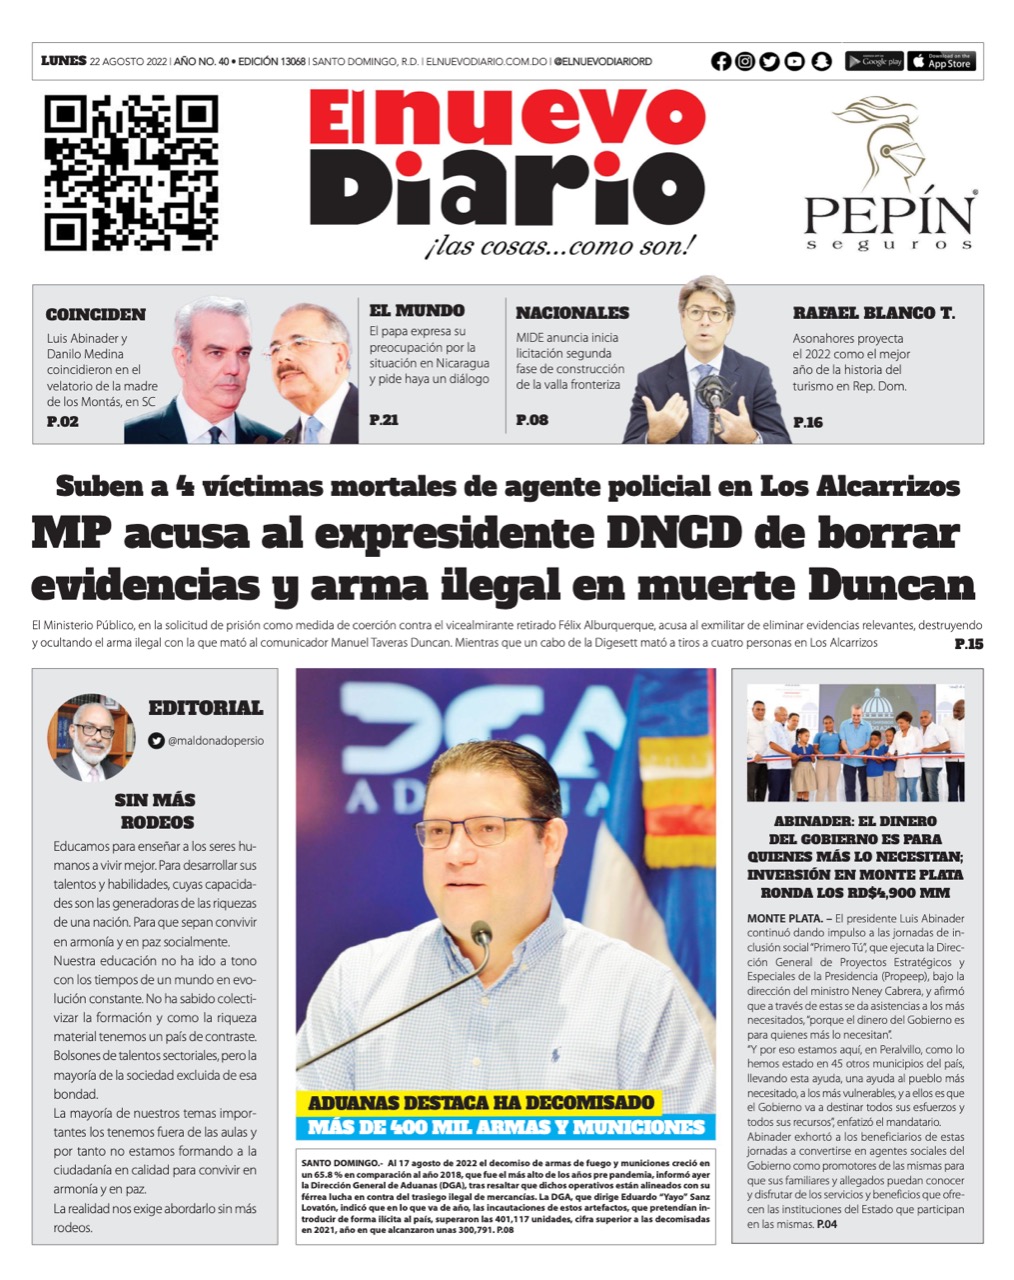 LUNES 22 AGOSTO 2022 | AÑO NO. 40 • EDICIÓN 13068 | SANTO DOMINGO, R.D. | ELNUEVODIARIO.COM.DO | @ELNUEVODIARIORD
Google play
Download on the
App Store
El nuevo
Diario
¡las cosas...como son!
PEPÍN®
seguros
COINCIDEN
Luis Abinader y
Danilo Medina
coincidieron en el
velatorio de la madre
de los Montás, en SC
P.02
EL MUNDO
El papa expresa su
preocupación por la
situación en Nicaragua
y pide haya un diálogo
P.21
NACIONALES
MIDE anuncia inicia
licitación segunda
fase de construcción
de la valla fronteriza
P.08
RAFAEL BLANCO T.
Asonahores proyecta
el 2022 como el mejor
año de la historia del
turismo en Rep. Dom.
P.16
Suben a 4 víctimas mortales de agente policial en Los Alcarrizos
MP acusa al expresidente DNCD de borrar
evidencias y arma ilegal en muerte Duncan
El Ministerio Público, en la solicitud de prisión como medida de coerción contra el vicealmirante retirado Félix Alburquerque, acusa al exmilitar de eliminar evidencias relevantes, destruyendo
y ocultando el arma ilegal con la que mató al comunicador Manuel Taveras Duncan. Mientras que un cabo de la Digesett mató a tiros a cuatro personas en Los Alcarrizos
P.15
EDITORIAL
@maldonadopersio
SIN MÁS
RODEOS
Educamos para enseñar a los seres hu-
manos a vivir mejor. Para desarrollar sus
talentos y habilidades, cuyas capacida-
des son las generadoras de las riquezas
de una nación. Para que sepan convivir
en armonía y en paz socialmente.
Nuestra educación no ha ido a tono
con los tiempos de un mundo en evo-
lución constante. No ha sabido colecti-
vizar la formación y como la riqueza
material tenemos un país de contraste.
Bolsones de talentos sectoriales, pero la
mayoría de la sociedad excluida de esa
bondad.
La mayoría de nuestros temas impor-
tantes los tenemos fuera de las aulas y
por tanto no estamos formando a la
ciudadanía en calidad para convivir en
armonía y en paz.
La realidad nos exige abordarlo sin más
rodeos.
DGA
ADUANA
ADUANAS DESTACA HA DECOMISADO
MÁS DE 400 MIL ARMAS Y MUNICIONES
SANTO DOMINGO.- Al 17 agosto de 2022 el decomiso de armas de fuego y municiones creció en
un 65.8 % en comparación al año 2018, que fue el más alto de los años pre pandemia, informó ayer
la Dirección General de Aduanas (DGA), tras resaltar que dichos operativos están alineados con su
férrea lucha en contra del trasiego ilegal de mercancías. La DGA, que dirige Eduardo “Yayo” Sanz
Lovatón, indicó que en lo que va de año, las incautaciones de estos artefactos, que pretendían in-
troducir de forma ilícita al país, superaron las 401,117 unidades, cifra superior a las decomisadas
en 2021, año en que alcanzaron unas 300,791. P.08
ABINADER: EL DINERO
DEL GOBIERNO ES PARA
QUIENES MÁS LO NECESITAN;
INVERSIÓN EN MONTE PLATA
RONDA LOS RD$4,900 MM
MONTE PLATA. – El presidente Luis Abinader
continuó dando impulso a las jornadas de in-
clusión social “Primero Tú”, que ejecuta la Direc-
ción General de Proyectos Estratégicos y
Especiales de la Presidencia (Propeep), bajo la
dirección del ministro Neney Cabrera, y afirmó
que a través de estas se da asistencias a los más
necesitados, “porque el dinero del Gobierno es
para quienes más lo necesitan”.
“Y por eso estamos aquí, en Peralvillo, como lo
hemos estado en 45 otros municipios del país,
llevando esta ayuda, una ayuda al pueblo más
necesitado, a los más vulnerables, y a ellos es que
el Gobierno va a destinar todos sus esfuerzos y
todos sus recursos”, enfatizó el mandatario.
Abinader exhortó a los beneficiarios de estas
jornadas a convertirse en agentes sociales del
Gobierno como promotores de las mismas para
que sus familiares y allegados puedan conocer
y disfrutar de los servicios y beneficios que ofre-
cen las instituciones del Estado que participan
en las mismas. P.04